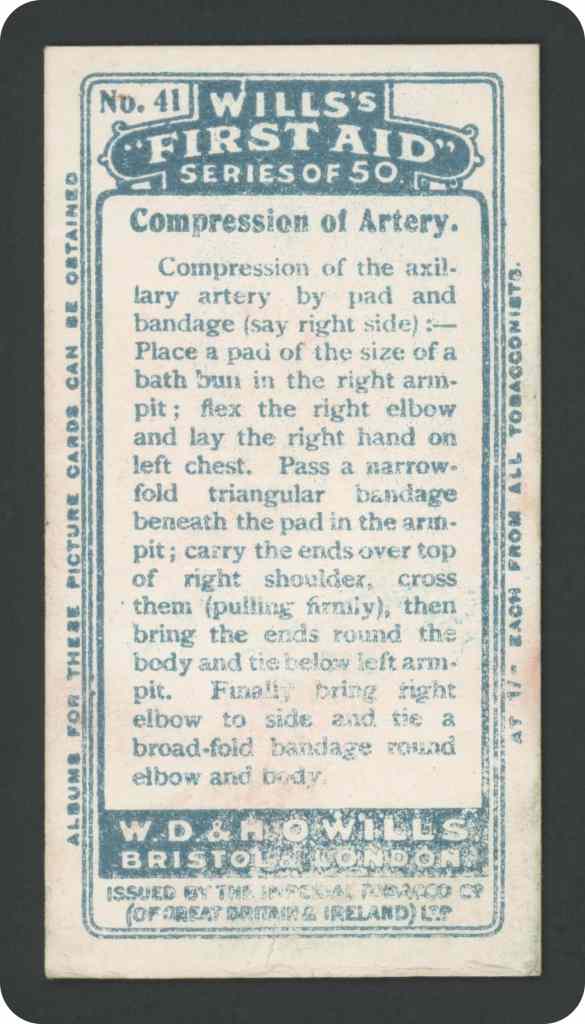 No. 41
WILLS'S
"FIRST AID"
SERIES OF 50
Compression of Artery.
Compression of the axil-
lary artery by pad and
bandage (say right side) :—
Place a pad of the size of a
bath bun in the right arm-
pit; flex the right elbow
and lay the right hand on
left chest. Pass a narrow-
fold triangular bandage
beneath the pad in the arm-
pit; carry the ends over top
of right shoulder, cross
them (pulling firmly), then
bring the ends round the
body and tie below left arm-
pit. Finally bring right
elbow to side and tie a
broad-fold bandage round
elbow and body.
W.D. & H.O. WILLS
BRISTOL & LONDON
ISSUED BY THE IMPERIAL TOBACCO CO
(OF GREAT BRITAIN & IRELAND) LTD
ALBUMS FOR THESE PICTURE CARDS CAN BE OBTAINED
AT 1/- EACH FROM ALL TOBACCONISTS.